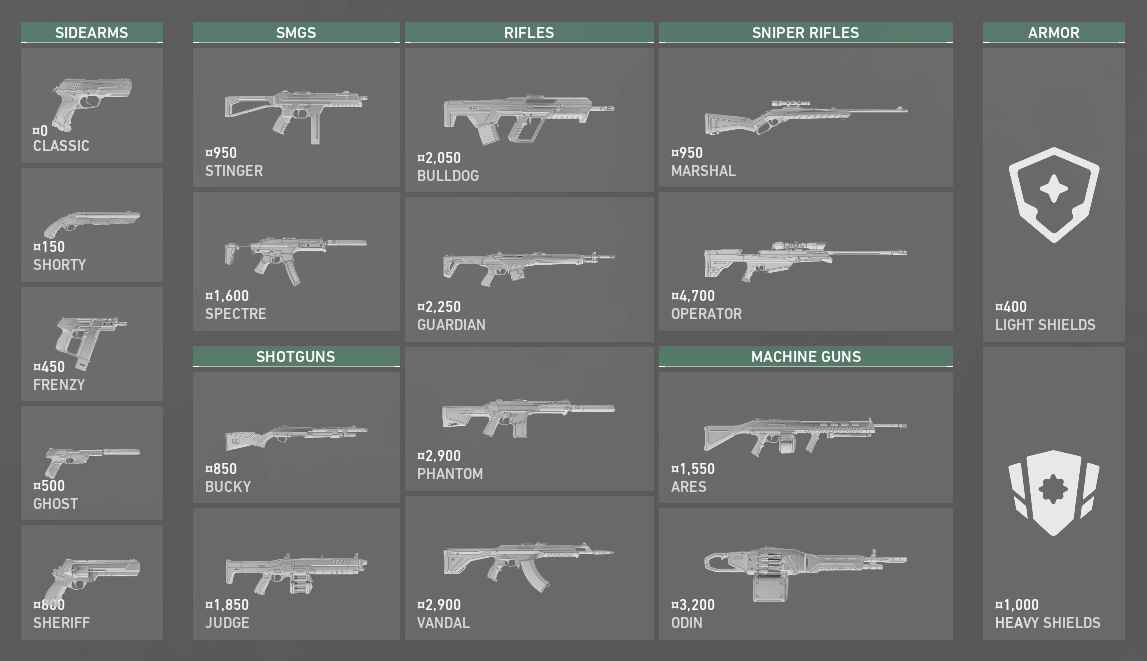 SIDEARMS
¤0
CLASSIC
¤150
SHORTY
¤450
FRENZY
¤500
GHOST
¤800
SHERIFF
SMGS
¤950
STINGER
¤1,600
SPECTRE
SHOTGUNS
¤850
BUCKY
¤1,850
JUDGE
RIFLES
¤2,050
BULLDOG
¤2,250
GUARDIAN
¤2,900
PHANTOM
¤2,900
VANDAL
SNIPER RIFLES
¤950
MARSHAL
¤4,700
OPERATOR
MACHINE GUNS
¤1,550
ARES
¤3,200
ODIN
ARMOR
¤400
LIGHT SHIELDS
¤1,000
HEAVY SHIELDS